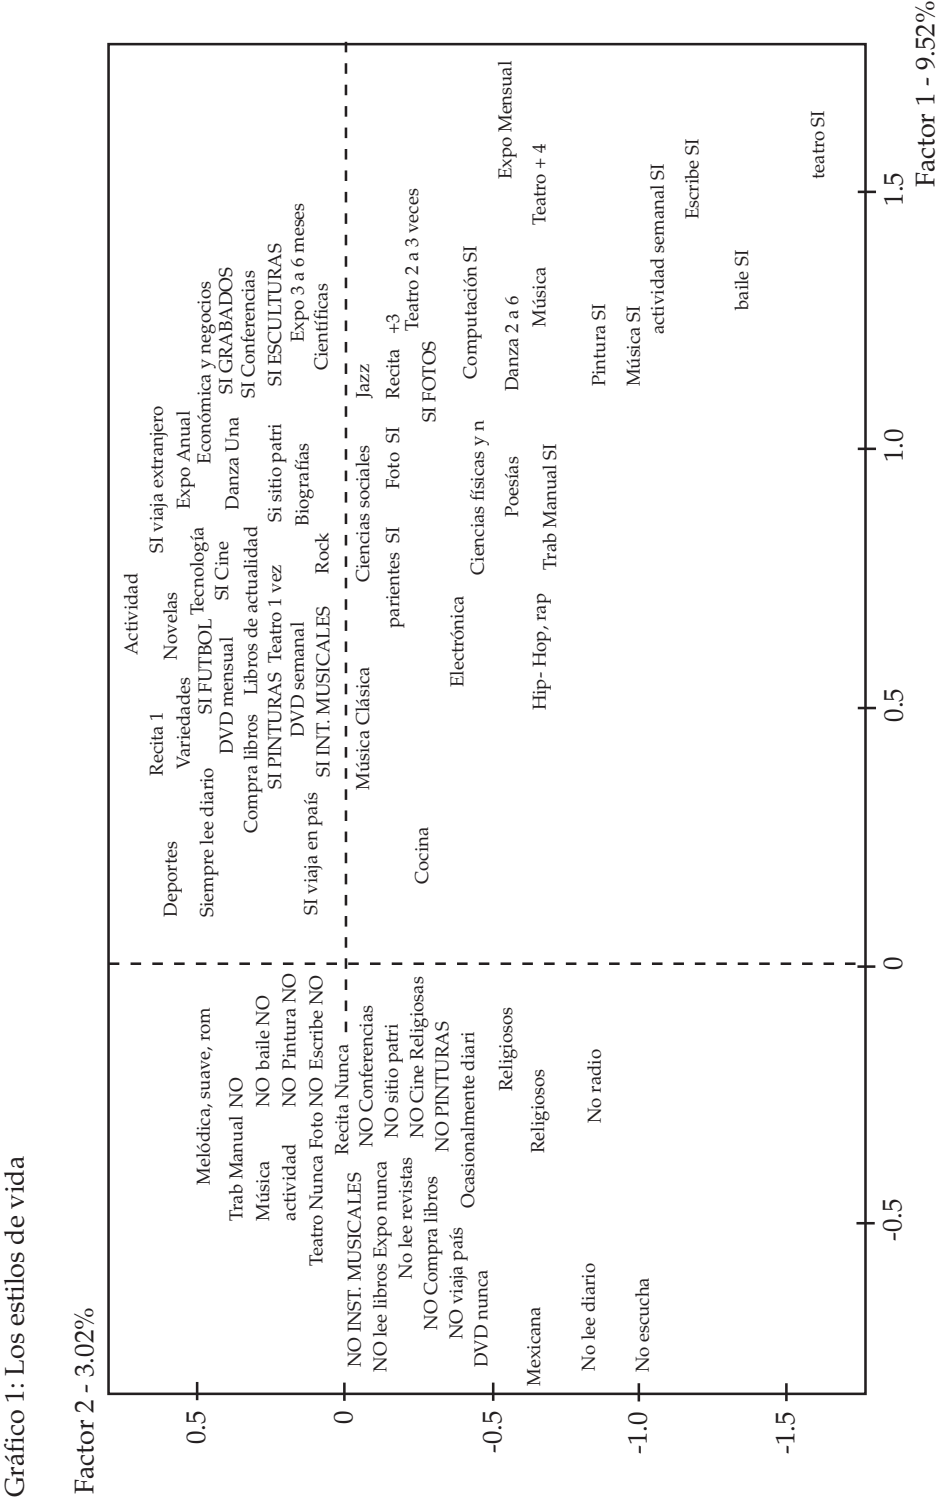 Gráfico 1: Los estilos de vida
Factor 2 - 3.02%
Actividad
Recita 1
SI viaja extranjero
Deportes
Novelas
Variedades
Expo Anual
0.5
Melódica, suave, rom
Siempre lee diario
SI FUTBOL
Tecnología
Económica y negocios
DVD mensual
SI Cine
SI GRABADOS
Trab Manual NO
Danza Una
Compra libros
Libros de actualidad
SI Conferencias
Música
NO baile NO
SI PINTURAS
Teatro 1 vez
Si sitio patri
SI ESCULTURAS
actividad
NO Pintura NO
DVD semanal
Biografías
Expo 3 a 6 meses
Teatro Nunca Foto NO Escribe NO
SI viaja en país
SI INT. MUSICALES
Rock
Científicas
0
Recita Nunca
NO INST. MUSICALES
NO Conferencias
Música Clásica
Ciencias sociales
Jazz
NO lee libros Expo nunca
NO sitio patri
parientes SI
Foto SI
Recita +3
No lee revistas
NO Cine Religiosas
Teatro 2 a 3 veces
NO Compra libros
NO PINTURAS
Cocina
SI FOTOS
NO viaja país
Ocasionalmente diari
Electrónica
Computación SI
DVD nunca
Ciencias físicas y n
-0.5
Religiosos
Poesías
Danza 2 a 6
Expo Mensual
Mexicana
Religiosos
Hip- Hop, rap
Trab Manual SI
Música
Teatro + 4
No lee diario
No radio
Pintura SI
-1.0
No escucha
Música SI
actividad semanal SI
Escribe SI
baile SI
-1.5
teatro SI
-0.5
0
0.5
1.0
1.5
Factor 1 - 9.52%